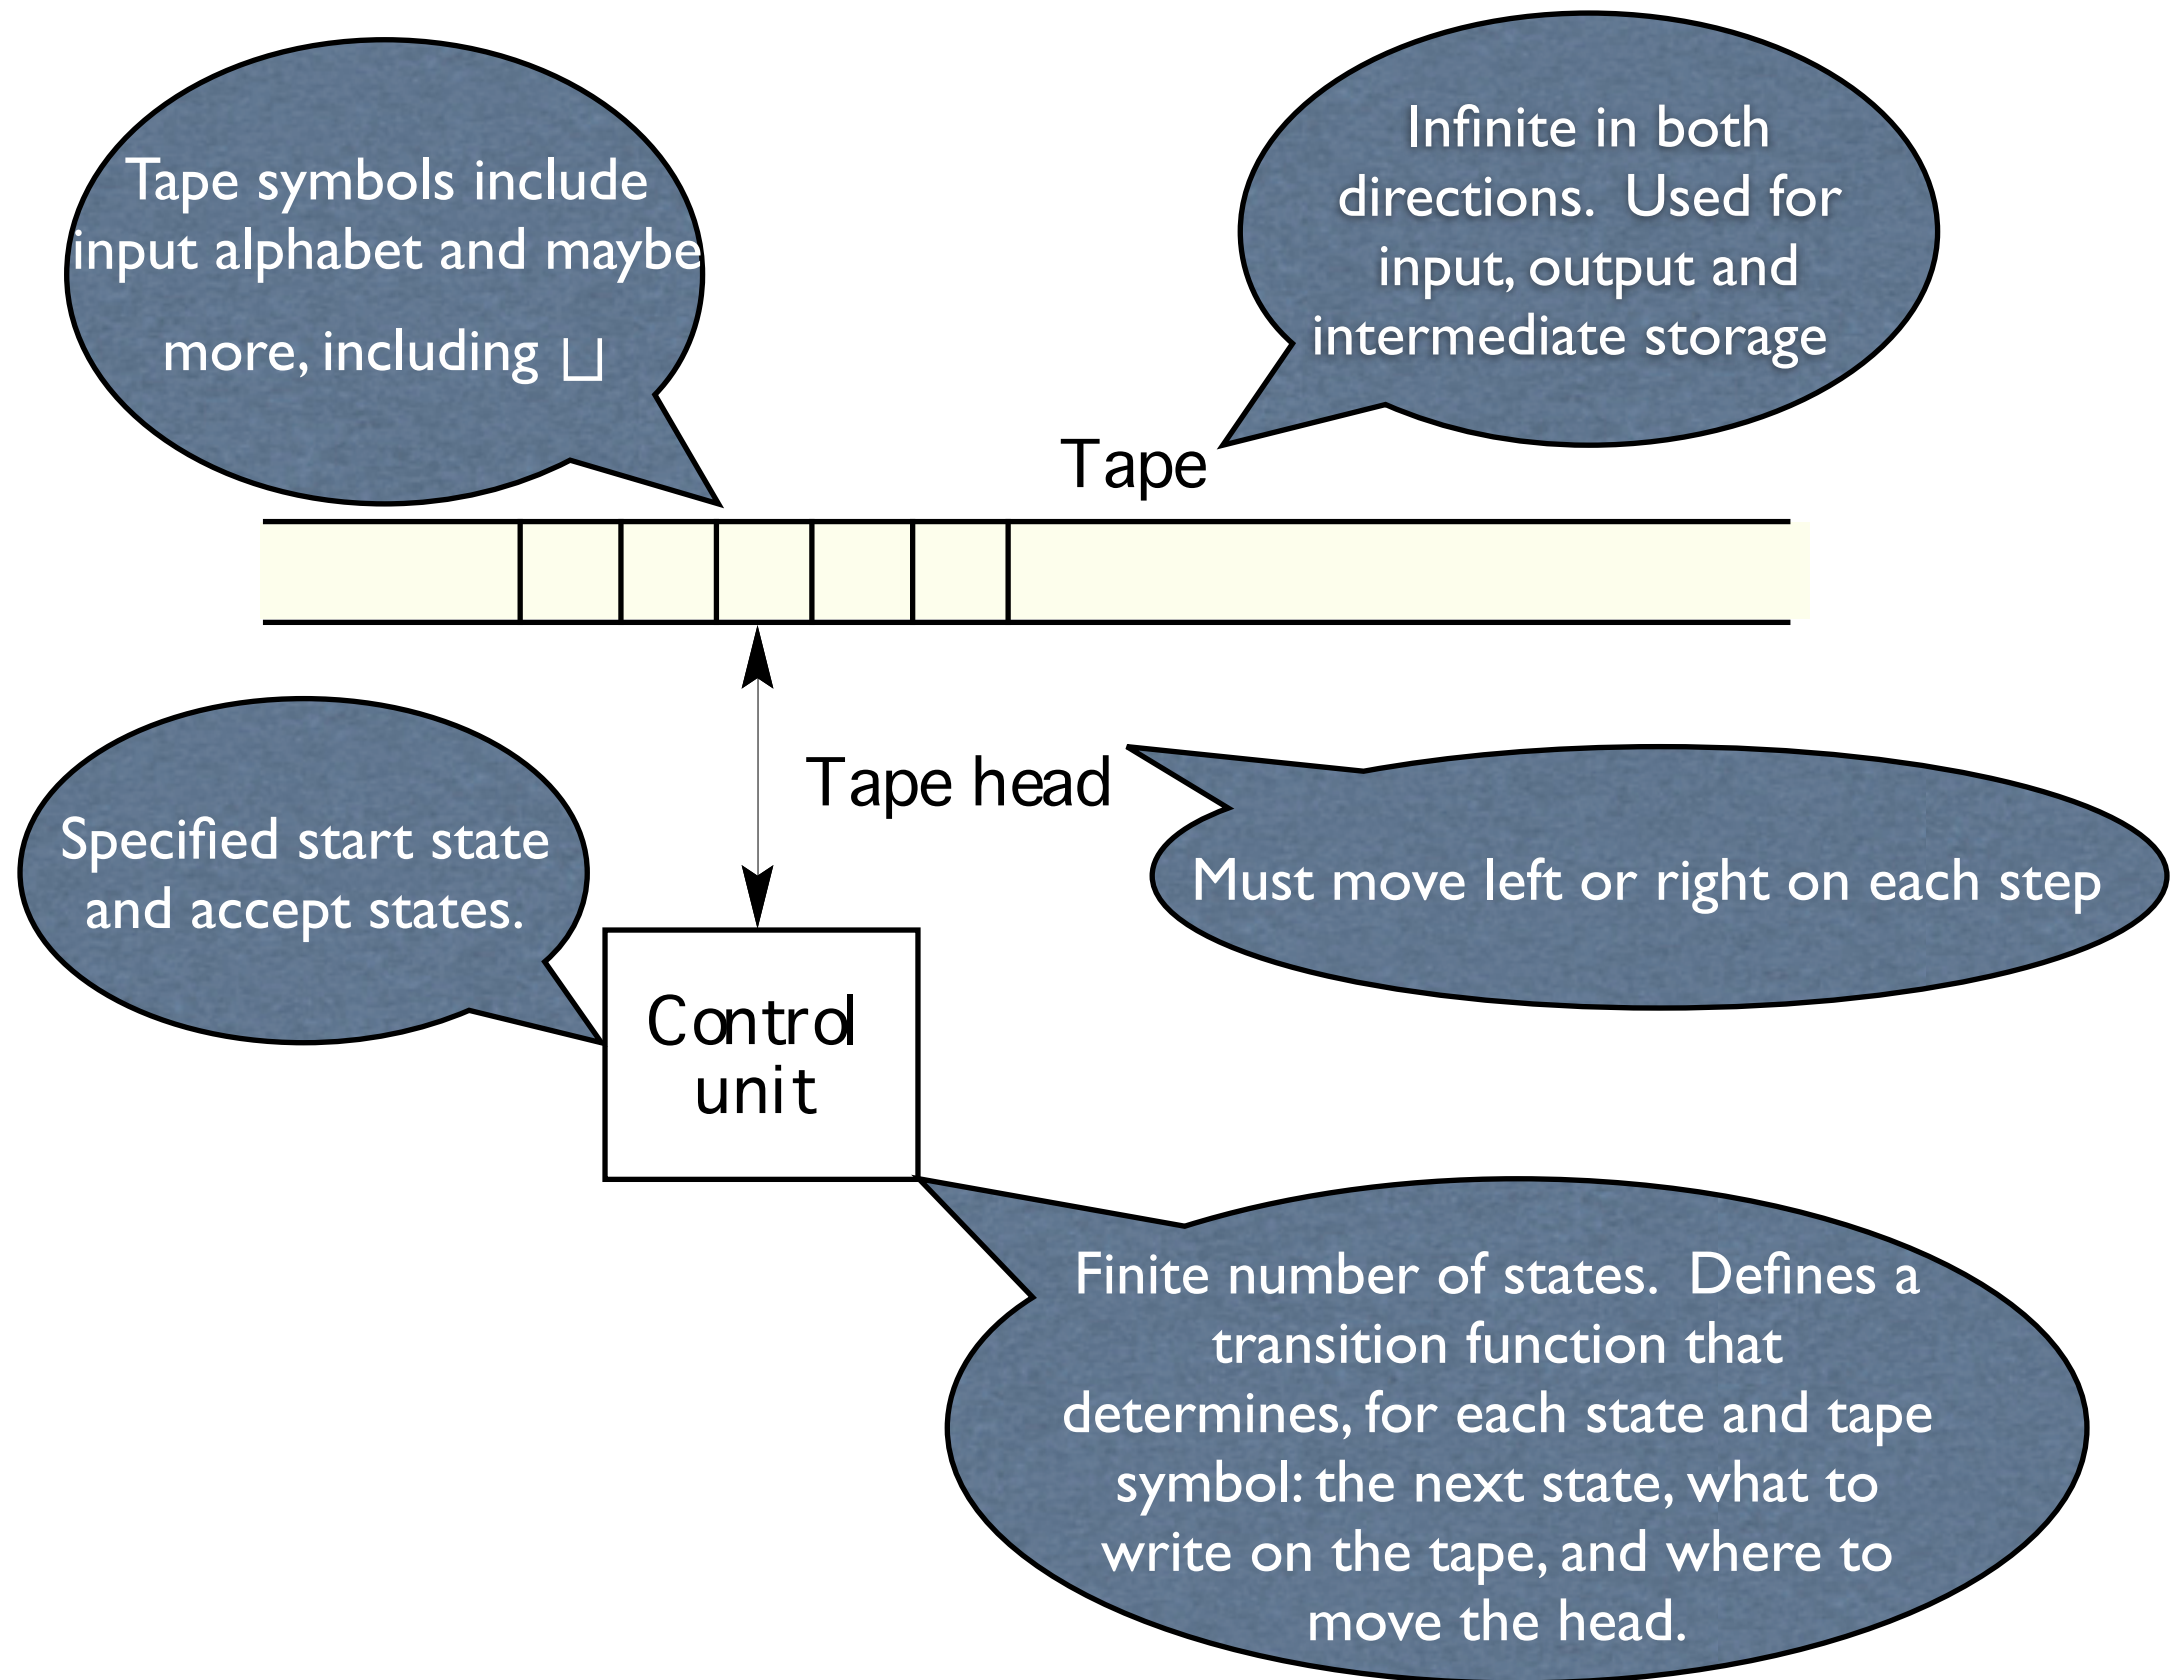 Tape symbols include
input alphabet and maybe
more, including ⊔
Infinite in both
directions.  Used for
input, output and
intermediate storage
Tape
Tape head
Specified start state
and accept states.
Must move left or right on each step
Control
unit
Finite number of states.  Defines a
transition function that
determines, for each state and tape
symbol: the next state, what to
write on the tape, and where to
move the head.